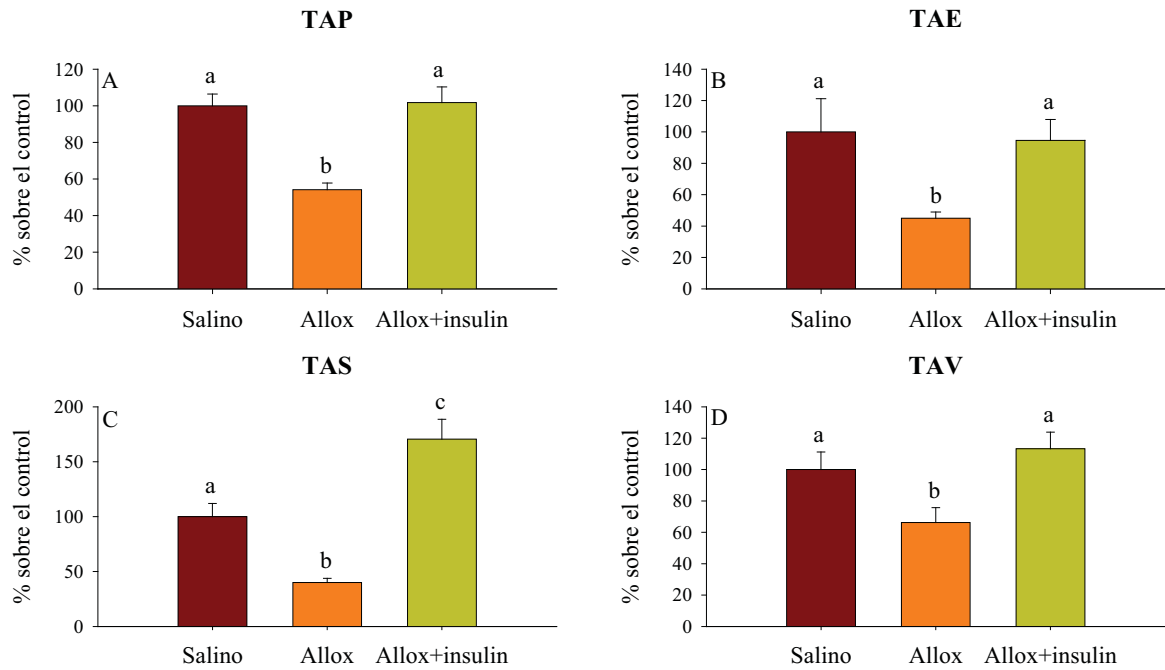 TAP
A
% sobre el control
120
100
80
60
40
20
0
a
b
a
Salino Allox Allox+insulin
TAE
B
% sobre el control
140
120
100
80
60
40
20
0
a
b
a
Salino Allox Allox+insulin
TAS
C
% sobre el control
200
150
100
50
0
a
b
c
Salino Allox Allox+insulin
TAV
D
% sobre el control
140
120
100
80
60
40
20
0
a
b
a
Salino Allox Allox+insulin